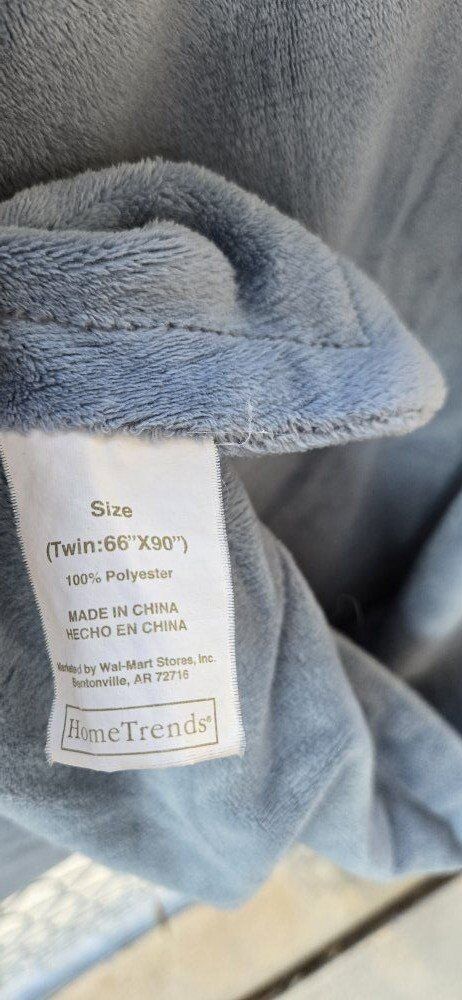 Size
(Twin:66”X90”)
100% Polyester
MADE IN CHINA
HECHO EN CHINA
Marketed by Wal-Mart Stores, Inc.
Bentonville, AR 72716
HomeTrends®